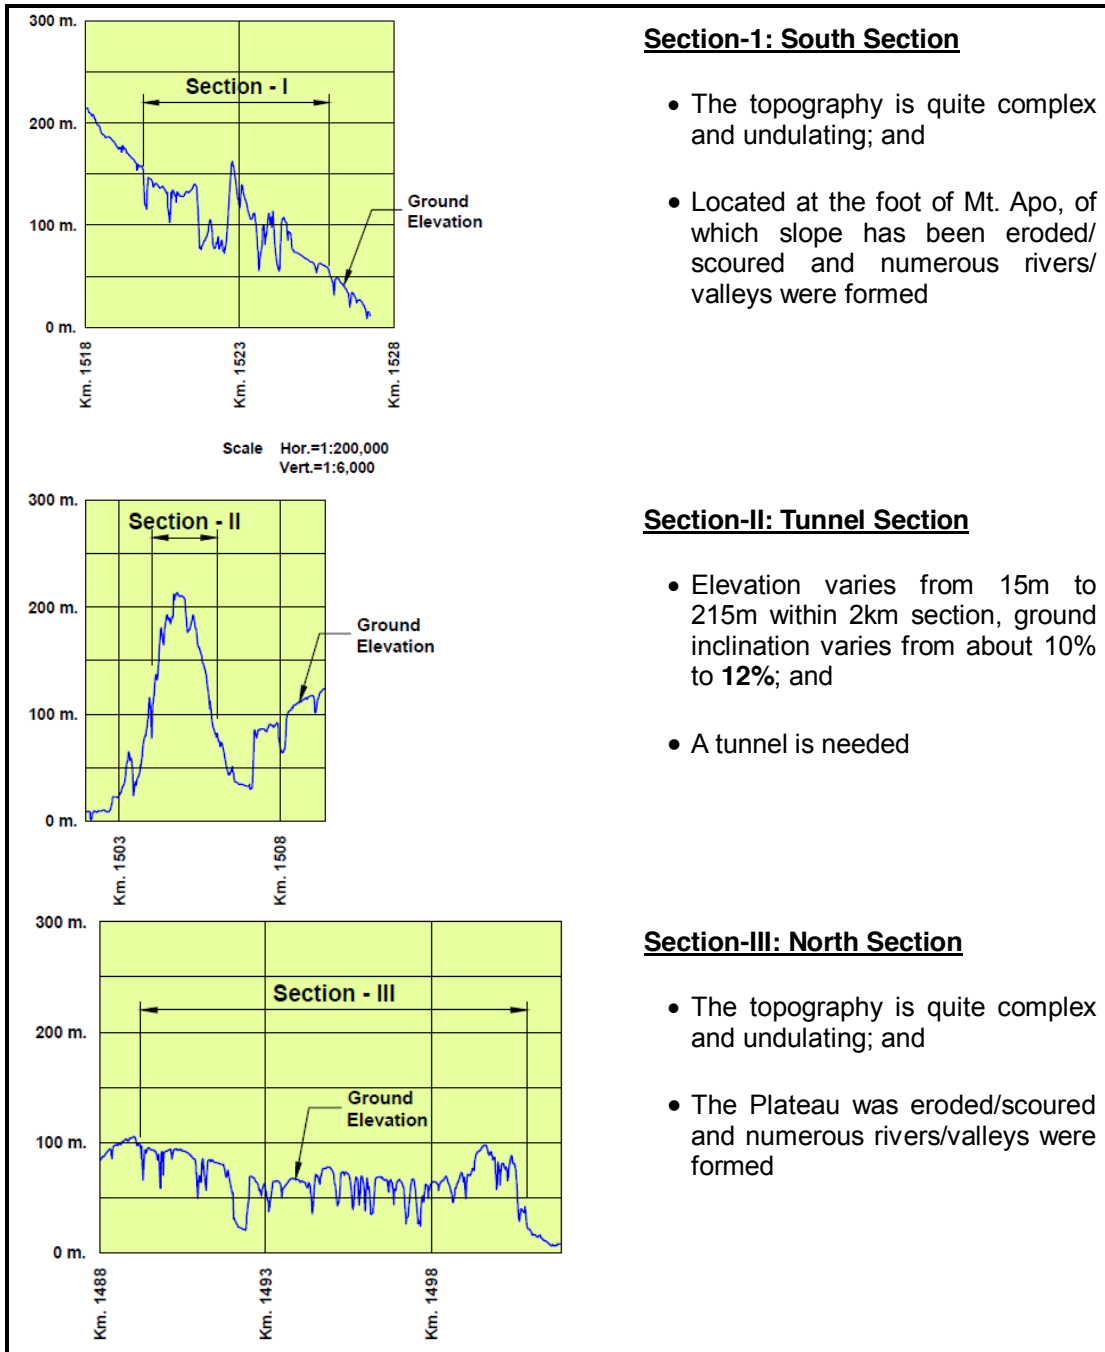 300 m.
Section - I
200 m.
Ground
Elevation
100 m.
0 m.
Km. 1518
Km. 1523
Km. 1528
Section-1: South Section
• The topography is quite complex
and undulating; and
• Located at the foot of Mt. Apo, of
which slope has been eroded/
scoured and numerous rivers/
valleys were formed
Scale Hor.=1:200,000
Vert.=1:6,000
300 m.
Section - II
200 m.
Ground
Elevation
100 m.
0 m.
Km. 1503
Km. 1508
Section-II: Tunnel Section
• Elevation varies from 15m to
215m within 2km section, ground
inclination varies from about 10%
to 12%; and
• A tunnel is needed
300 m.
Section - III
200 m.
Ground
Elevation
100 m.
0 m.
Km. 1488
Km. 1493
Km. 1498
Section-III: North Section
• The topography is quite complex
and undulating; and
• The Plateau was eroded/scoured
and numerous rivers/valleys were
formed